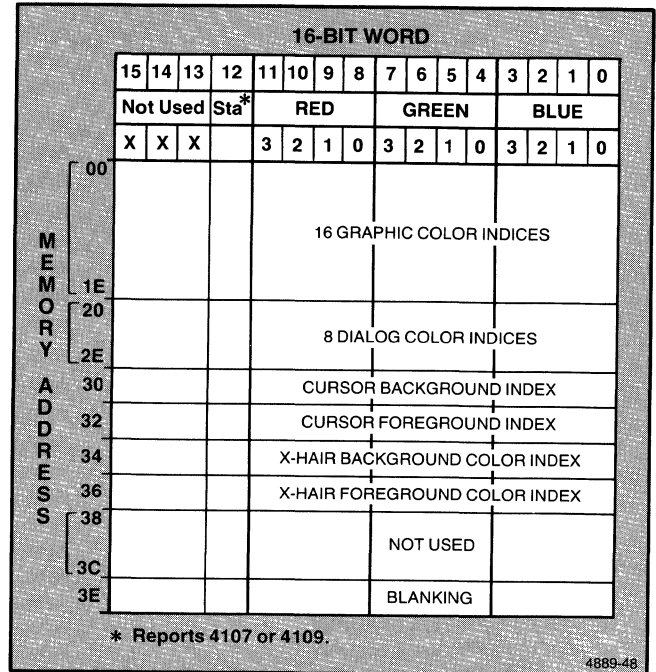 16-BIT WORD
15 14 13 12 11 10 9 8 7 6 5 4 3 2 1 0
Not Used Sta* RED GREEN BLUE
X X X 3 2 1 0 3 2 1 0 3 2 1 0
MEMORY ADDRESS
00
16 GRAPHIC COLOR INDICES
1E
20
8 DIALOG COLOR INDICES
2E
30 CURSOR BACKGROUND INDEX
32 CURSOR FOREGROUND INDEX
34 X-HAIR BACKGROUND COLOR INDEX
36 X-HAIR FOREGROUND COLOR INDEX
38
NOT USED
3C
3E BLANKING
* Reports 4107 or 4109.
4889-48